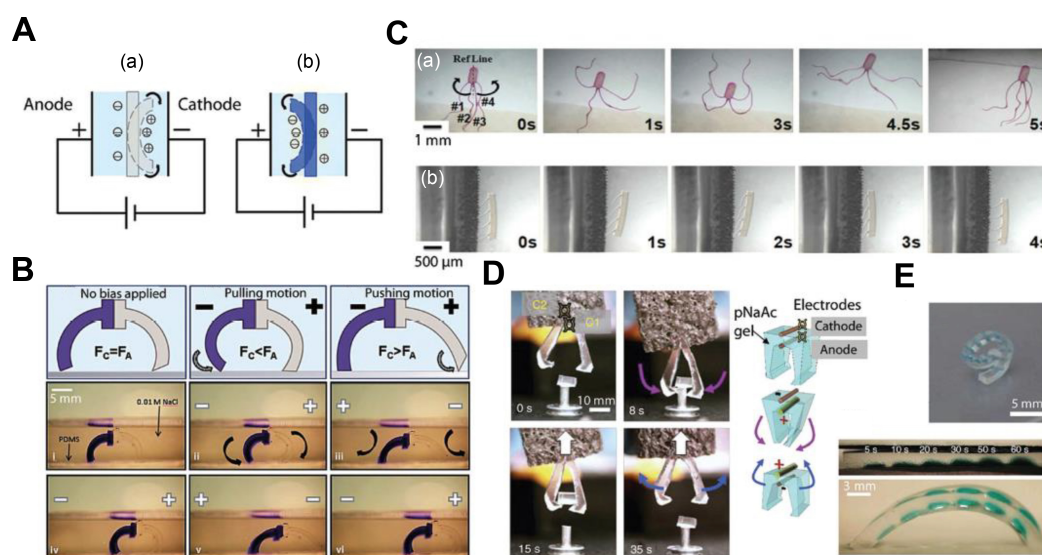 A
(a)
(b)
Anode
Cathode
+
−
+
−
B
No bias applied
Pulling motion
Pushing motion
−
+
−
+
F_C=F_A
F_C<F_A
F_C>F_A
5 mm
0.01 M NaCl
PDMS
i
−
+
ii
+
−
iii
−
+
iv
+
−
v
−
+
vi
C
(a)
Ref Line
#1
#2
#3
#4
1 mm
0s
1s
3s
4.5s
5s
(b)
500 µm
0s
1s
2s
3s
4s
D
C2
C1
0 s
10 mm
8 s
15 s
35 s
pNaAc
gel
Electrodes
Cathode
Anode
+
+
E
5 mm
5 s
10 s
20 s
30 s
50 s
60 s
3 mm